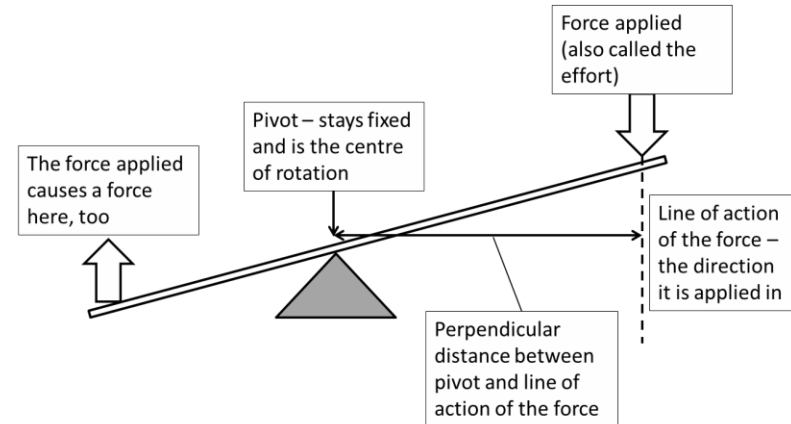 Force applied
(also called the
effort)
Pivot – stays fixed
and is the centre
of rotation
The force applied
causes a force
here, too
Line of action
of the force –
the direction
it is applied in
Perpendicular
distance between
pivot and line of
action of the force